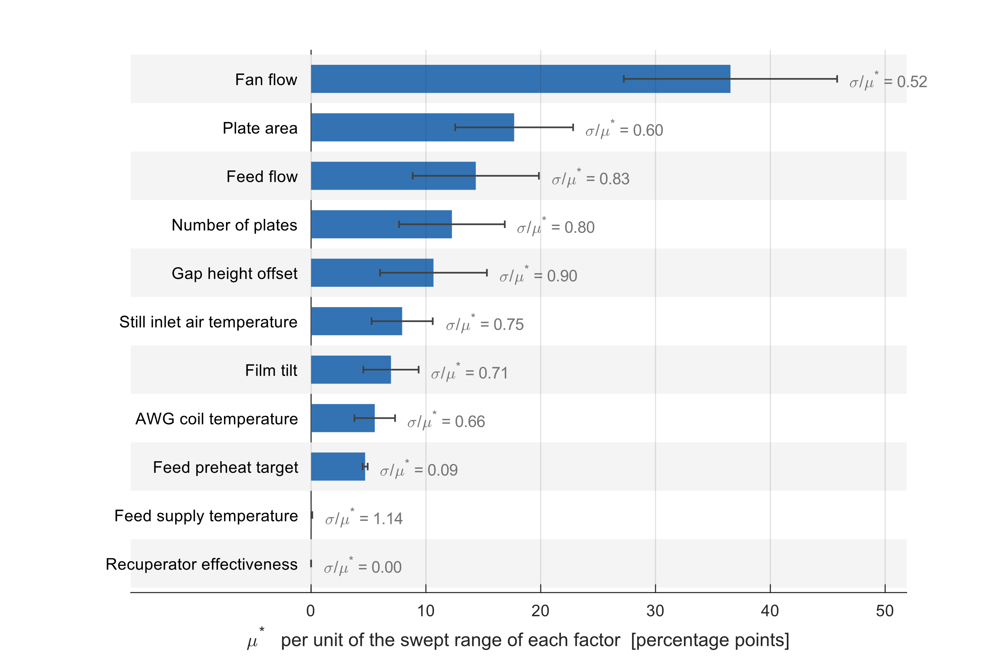 Fan flow σ/μ* = 0.52
Plate area σ/μ* = 0.60
Feed flow σ/μ* = 0.83
Number of plates σ/μ* = 0.80
Gap height offset σ/μ* = 0.90
Still inlet air temperature σ/μ* = 0.75
Film tilt σ/μ* = 0.71
AWG coil temperature σ/μ* = 0.66
Feed preheat target σ/μ* = 0.09
Feed supply temperature σ/μ* = 1.14
Recuperator effectiveness σ/μ* = 0.00
0 10 20 30 40 50
μ* per unit of the swept range of each factor [percentage points]